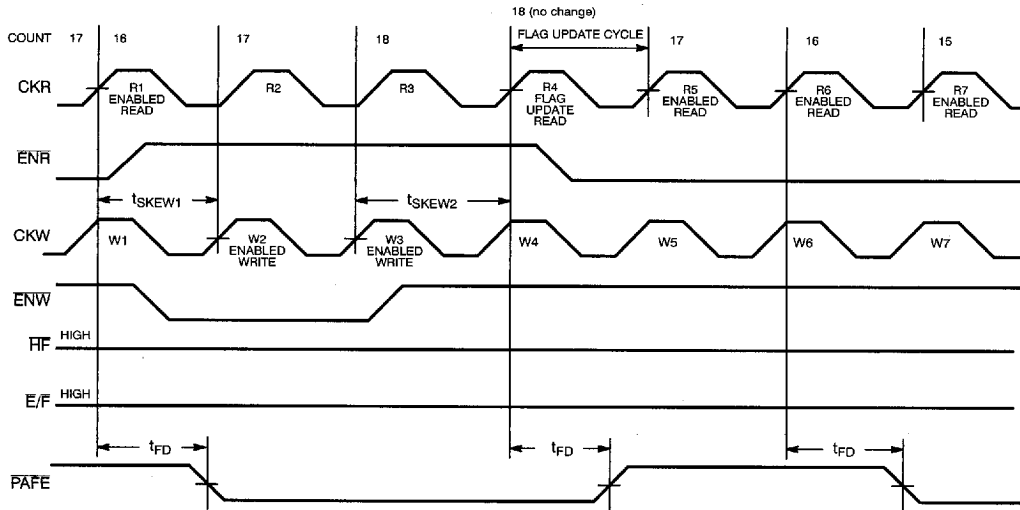 18 (no change)
COUNT 17 16 17 18 FLAG UPDATE CYCLE 17 16 15
CKR R1 ENABLED READ R2 R3 R4 FLAG UPDATE READ R5 ENABLED READ R6 ENABLED READ R7 ENABLED READ
ENR
tSKEW1 tSKEW2
CKW W1 W2 ENABLED WRITE W3 ENABLED WRITE W4 W5 W6 W7
ENW
HF HIGH
E/F HIGH
tFD tFD tFD
PAFE